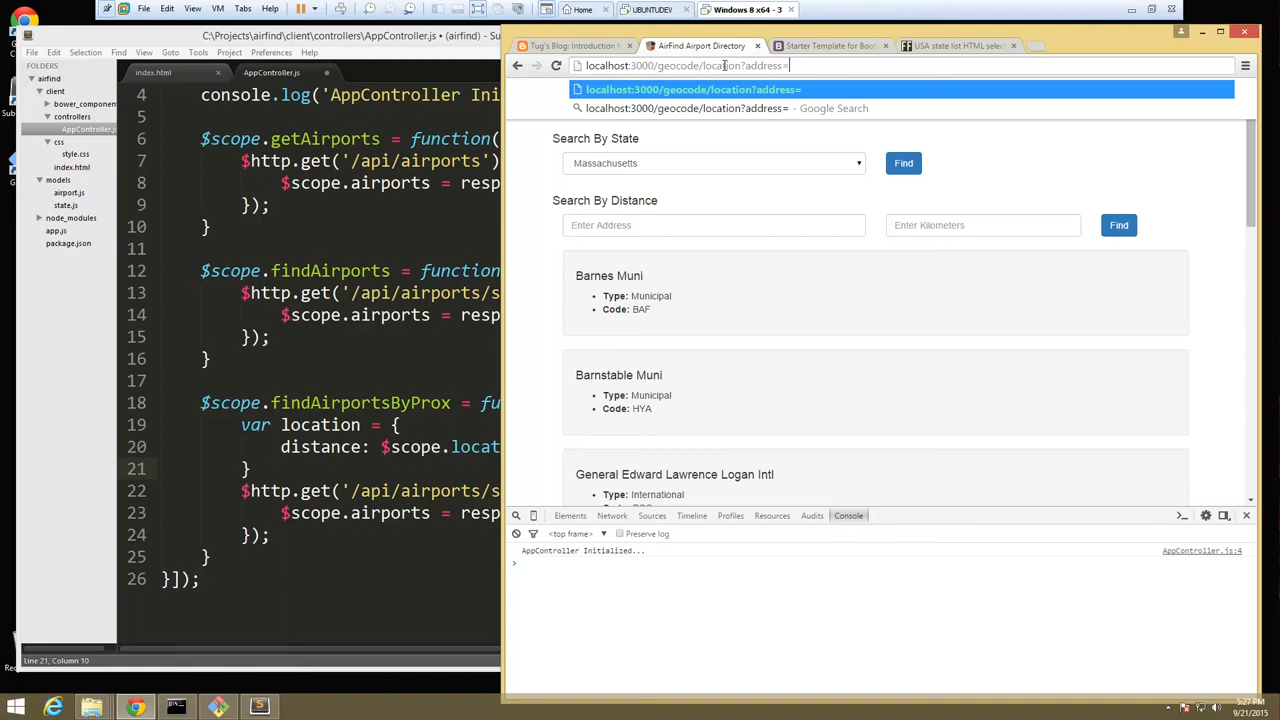 File Edit View VM Tabs Help Home UBUNTUDEV Windows 8 x64 - 3
C:\Projects\airfind\client\controllers\AppController.js • (airfind) -
File Edit Selection Find View Goto Tools Project Preferences
FOLDERS
airfind
client
bower_component
controllers
AppController.js
css
style.css
index.html
models
airport.js
state.js
node_modules
app.js
package.json
index.html AppController.js
4 console.log('AppController Ini
5
6 $scope.getAirports = function(
7 $http.get('/api/airports')
8 $scope.airports = resp
9 });
10 }
11
12 $scope.findAirports = function
13 $http.get('/api/airports/s
14 $scope.airports = resp
15 });
16 }
17
18 $scope.findAirportsByProx = fu
19 var location = {
20 distance: $scope.locat
21 }
22 $http.get('/api/airports/s
23 $scope.airports = resp
24 });
25 }
26 }]);
Line 21, Column 10
Tug's Blog: Introduction to AirFind Airport Directory Starter Template for Boot USA state list HTML select
localhost:3000/geocode/location?address=
localhost:3000/geocode/location?address=
localhost:3000/geocode/location?address= - Google Search
Search By State
Massachusetts Find
Search By Distance
Enter Address Enter Kilometers Find
Barnes Muni
• Type: Municipal
• Code: BAF
Barnstable Muni
• Type: Municipal
• Code: HYA
General Edward Lawrence Logan Intl
• Type: International
Elements Network Sources Timeline Profiles Resources Audits Console
<top frame> Preserve log
AppController Initialized... AppController.js:4
5:27 PM
9/21/2015